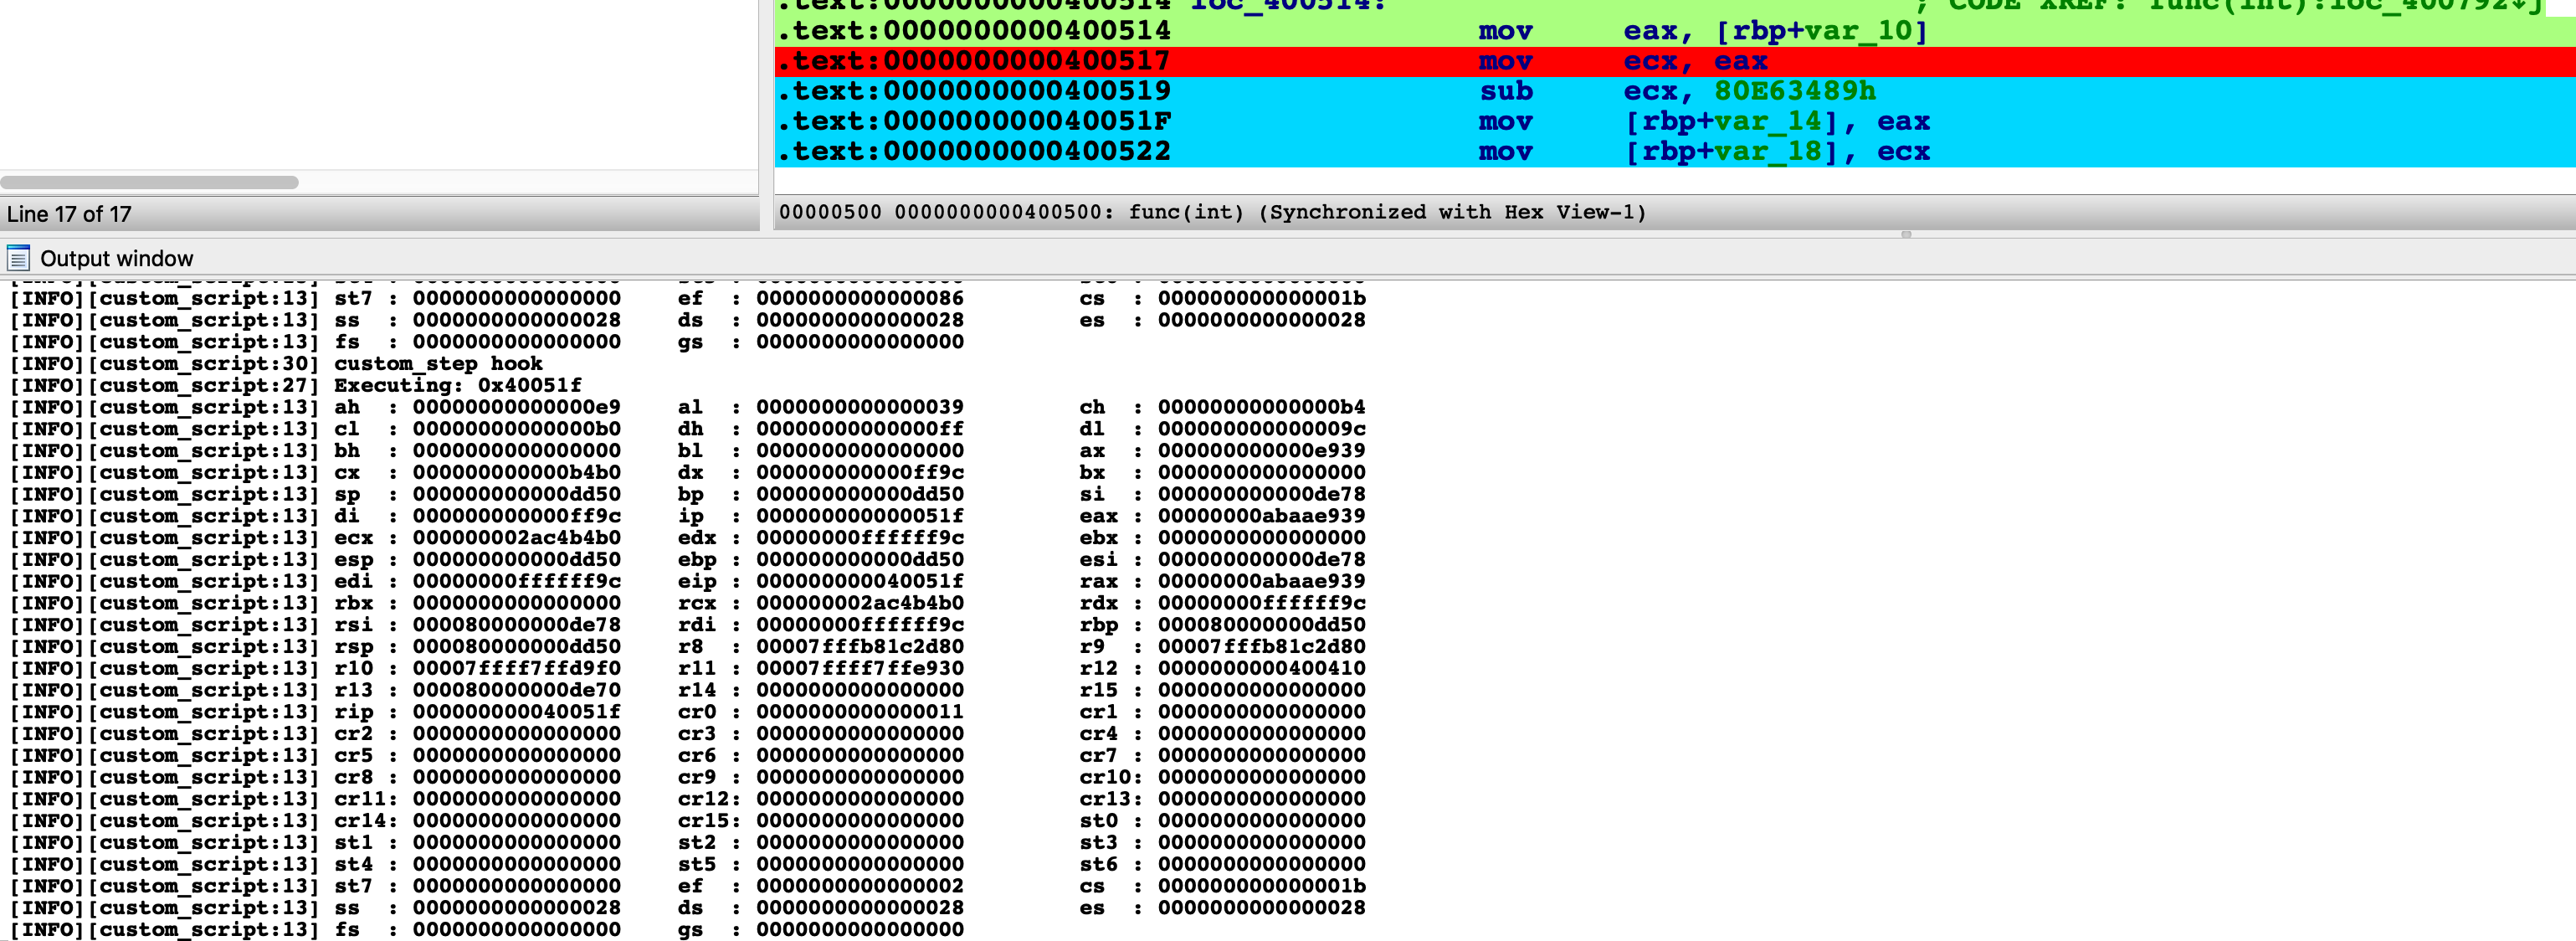 .text:0000000000400514 loc_400514: ; CODE XREF: func(int):loc_400792↓j
.text:0000000000400514 mov eax, [rbp+var_10]
.text:0000000000400517 mov ecx, eax
.text:0000000000400519 sub ecx, 80E63489h
.text:000000000040051F mov [rbp+var_14], eax
.text:0000000000400522 mov [rbp+var_18], ecx
Line 17 of 17
00000500 0000000000400500: func(int) (Synchronized with Hex View-1)
Output window
[INFO][custom_script:13] st7 : 0000000000000000 ef : 0000000000000086 cs : 000000000000001b
[INFO][custom_script:13] ss : 0000000000000028 ds : 0000000000000028 es : 0000000000000028
[INFO][custom_script:13] fs : 0000000000000000 gs : 0000000000000000
[INFO][custom_script:30] custom_step hook
[INFO][custom_script:27] Executing: 0x40051f
[INFO][custom_script:13] ah : 00000000000000e9 al : 0000000000000039 ch : 00000000000000b4
[INFO][custom_script:13] cl : 00000000000000b0 dh : 00000000000000ff dl : 000000000000009c
[INFO][custom_script:13] bh : 0000000000000000 bl : 0000000000000000 ax : 000000000000e939
[INFO][custom_script:13] cx : 000000000000b4b0 dx : 000000000000ff9c bx : 0000000000000000
[INFO][custom_script:13] sp : 000000000000dd50 bp : 000000000000dd50 si : 000000000000de78
[INFO][custom_script:13] di : 000000000000ff9c ip : 000000000000051f eax : 00000000abaae939
[INFO][custom_script:13] ecx : 000000002ac4b4b0 edx : 00000000ffffff9c ebx : 0000000000000000
[INFO][custom_script:13] esp : 000000000000dd50 ebp : 000000000000dd50 esi : 000000000000de78
[INFO][custom_script:13] edi : 00000000ffffff9c eip : 000000000040051f rax : 00000000abaae939
[INFO][custom_script:13] rbx : 0000000000000000 rcx : 000000002ac4b4b0 rdx : 00000000ffffff9c
[INFO][custom_script:13] rsi : 000080000000de78 rdi : 00000000ffffff9c rbp : 000080000000dd50
[INFO][custom_script:13] rsp : 000080000000dd50 r8 : 00007fffb81c2d80 r9 : 00007fffb81c2d80
[INFO][custom_script:13] r10 : 00007ffff7ffd9f0 r11 : 00007ffff7ffe930 r12 : 0000000000400410
[INFO][custom_script:13] r13 : 000080000000de70 r14 : 0000000000000000 r15 : 0000000000000000
[INFO][custom_script:13] rip : 000000000040051f cr0 : 0000000000000011 cr1 : 0000000000000000
[INFO][custom_script:13] cr2 : 0000000000000000 cr3 : 0000000000000000 cr4 : 0000000000000000
[INFO][custom_script:13] cr5 : 0000000000000000 cr6 : 0000000000000000 cr7 : 0000000000000000
[INFO][custom_script:13] cr8 : 0000000000000000 cr9 : 0000000000000000 cr10: 0000000000000000
[INFO][custom_script:13] cr11: 0000000000000000 cr12: 0000000000000000 cr13: 0000000000000000
[INFO][custom_script:13] cr14: 0000000000000000 cr15: 0000000000000000 st0 : 0000000000000000
[INFO][custom_script:13] st1 : 0000000000000000 st2 : 0000000000000000 st3 : 0000000000000000
[INFO][custom_script:13] st4 : 0000000000000000 st5 : 0000000000000000 st6 : 0000000000000000
[INFO][custom_script:13] st7 : 0000000000000000 ef : 0000000000000002 cs : 000000000000001b
[INFO][custom_script:13] ss : 0000000000000028 ds : 0000000000000028 es : 0000000000000028
[INFO][custom_script:13] fs : 0000000000000000 gs : 0000000000000000